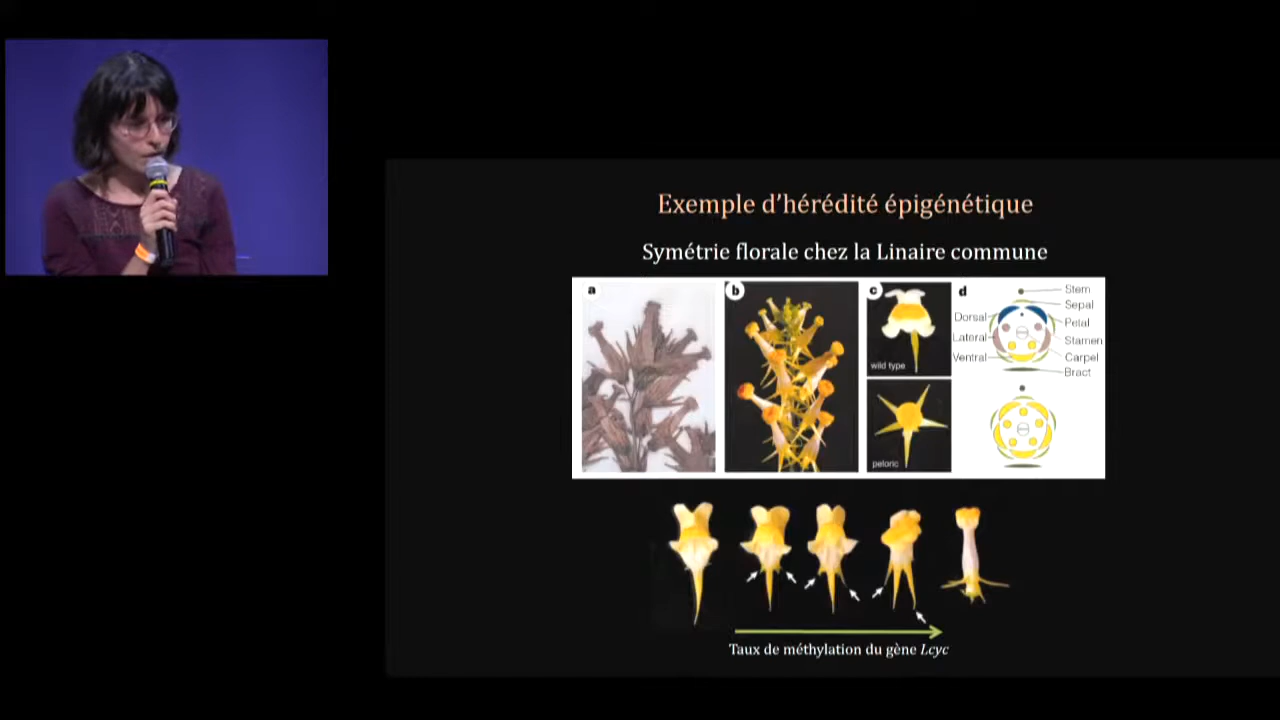 Exemple d'hérédité épigénétique
Symétrie florale chez la Linaire commune
a
b
c
d
wild type
peloric
Stem
Sepal
Dorsal
Petal
Lateral
Stamen
Ventral
Carpel
Bract
Taux de méthylation du gène Lcyc